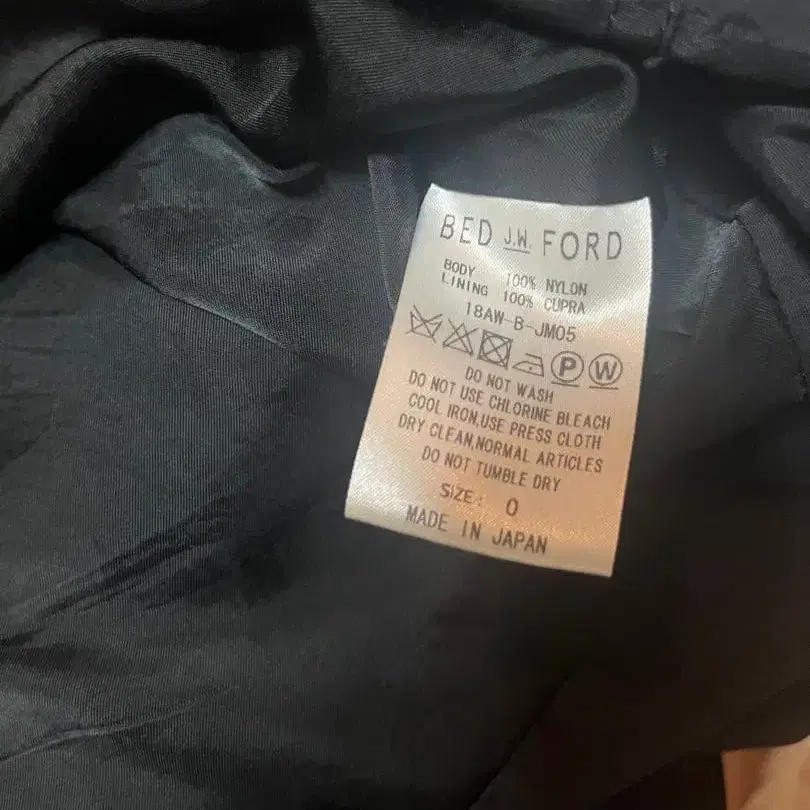 BED J.W. FORD
BODY 100% NYLON
LINING 100% CUPRA
18AW-B-JM05
P W
DO NOT WASH
DO NOT USE CHLORINE BLEACH
COOL IRON,USE PRESS CLOTH
DRY CLEAN,NORMAL ARTICLES
DO NOT TUMBLE DRY
SIZE: 0
MADE IN JAPAN